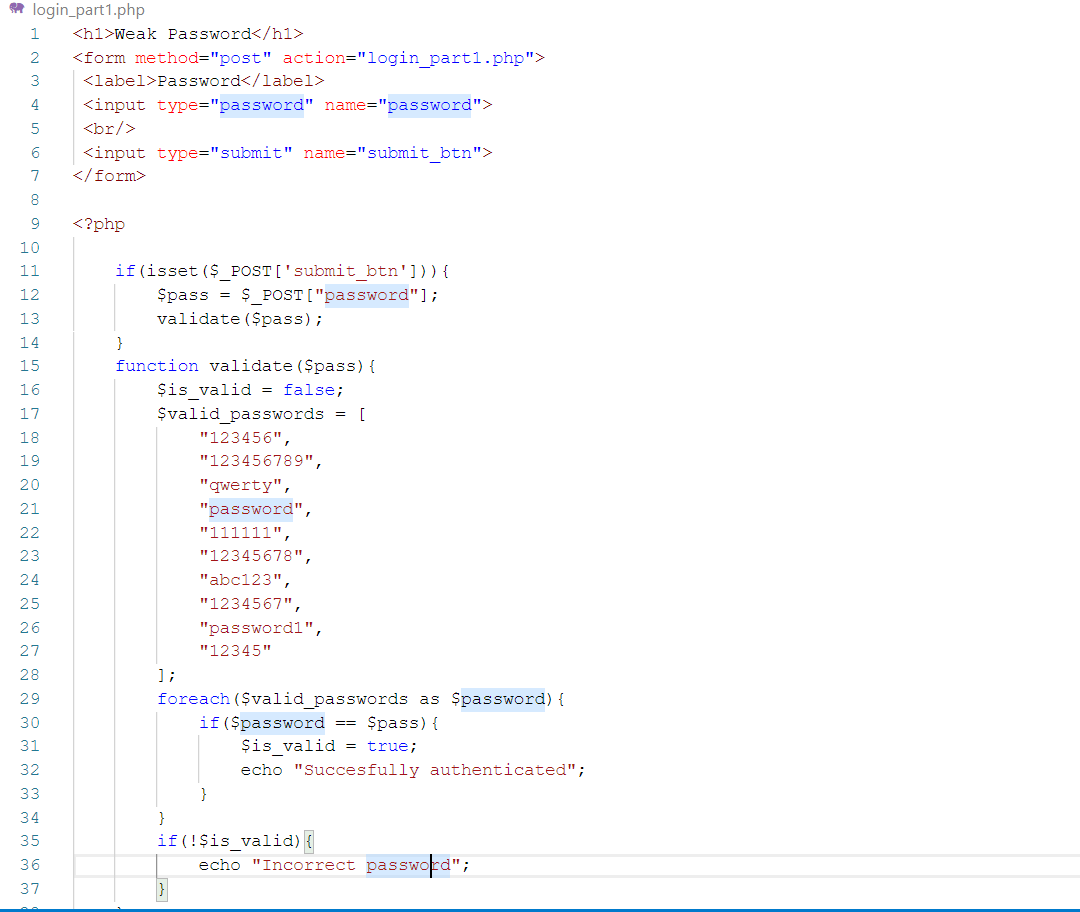 login_part1.php
1 <h1>Weak Password</h1>
2 <form method="post" action="login_part1.php">
3 <label>Password</label>
4 <input type="password" name="password">
5 <br/>
6 <input type="submit" name="submit_btn">
7 </form>
8
9 <?php
10
11 if(isset($_POST['submit_btn'])){
12 $pass = $_POST["password"];
13 validate($pass);
14 }
15 function validate($pass){
16 $is_valid = false;
17 $valid_passwords = [
18 "123456",
19 "123456789",
20 "qwerty",
21 "password",
22 "111111",
23 "12345678",
24 "abc123",
25 "1234567",
26 "password1",
27 "12345"
28 ];
29 foreach($valid_passwords as $password){
30 if($password == $pass){
31 $is_valid = true;
32 echo "Succesfully authenticated";
33 }
34 }
35 if(!$is_valid){
36 echo "Incorrect password";
37 }